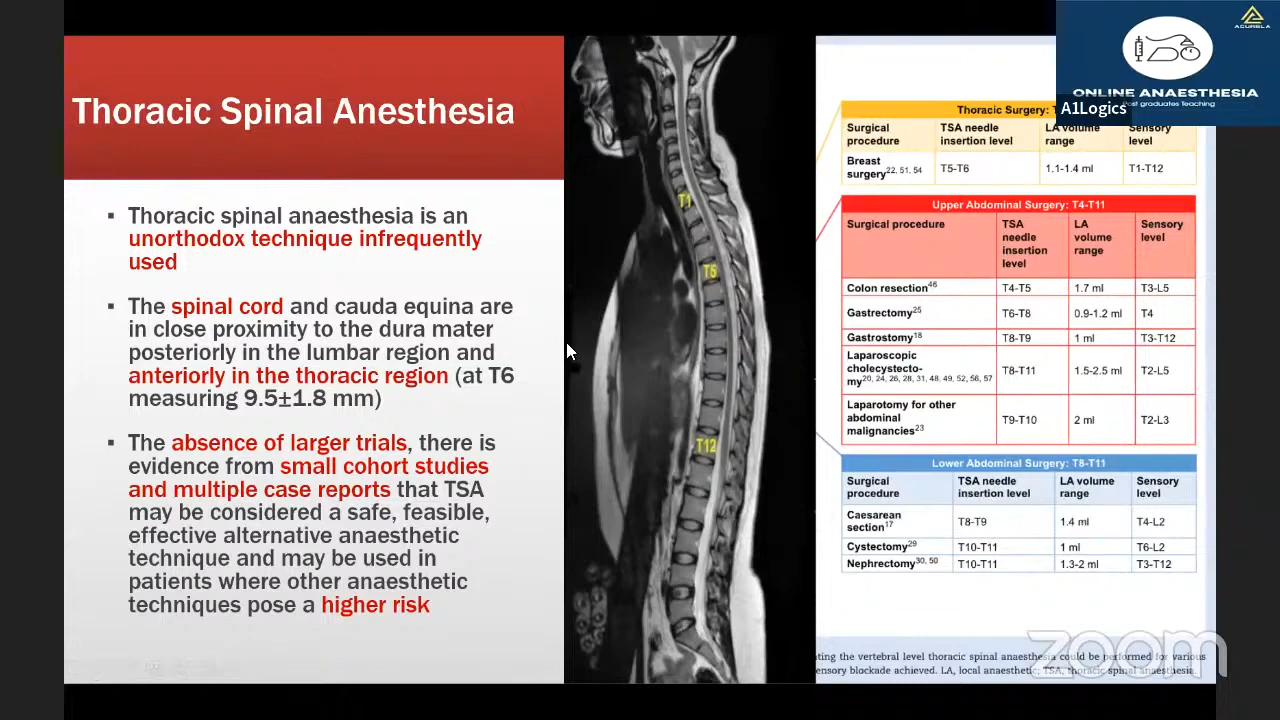 Thoracic Spinal Anesthesia
▪ Thoracic spinal anaesthesia is an
unorthodox technique infrequently
used
▪ The spinal cord and cauda equina are
in close proximity to the dura mater
posteriorly in the lumbar region and
anteriorly in the thoracic region (at T6
measuring 9.5±1.8 mm)
▪ The absence of larger trials, there is
evidence from small cohort studies
and multiple case reports that TSA
may be considered a safe, feasible,
effective alternative anaesthetic
technique and may be used in
patients where other anaesthetic
techniques pose a higher risk
T1
T5
T12
ACURELA
ONLINE ANAESTHESIA
Post graduates Teaching
A1Logics
Thoracic Surgery:
Surgical procedure | TSA needle insertion level | LA volume range | Sensory level
Breast surgery22, 51, 54 | T5-T6 | 1.1-1.4 ml | T1-T12
Upper Abdominal Surgery: T4-T11
Surgical procedure | TSA needle insertion level | LA volume range | Sensory level
Colon resection46 | T4-T5 | 1.7 ml | T3-L5
Gastrectomy25 | T6-T8 | 0.9-1.2 ml | T4
Gastrostomy18 | T8-T9 | 1 ml | T3-T12
Laparoscopic cholecystecto-my20, 24, 26, 28, 31, 48, 49, 52, 56, 57 | T8-T11 | 1.5-2.5 ml | T2-L5
Laparotomy for other abdominal malignancies23 | T9-T10 | 2 ml | T2-L3
Lower Abdominal Surgery: T8-T11
Surgical procedure | TSA needle insertion level | LA volume range | Sensory level
Caesarean section17 | T8-T9 | 1.4 ml | T4-L2
Cystectomy29 | T10-T11 | 1 ml | T6-L2
Nephrectomy30, 50 | T10-T11 | 1.3-2 ml | T3-T12
ting the vertebral level thoracic spinal anaesthesia could be performed for various
ensory blockade achieved. LA, local anaesthetic; TSA, thoracic spinal anaesthesia.
zoom